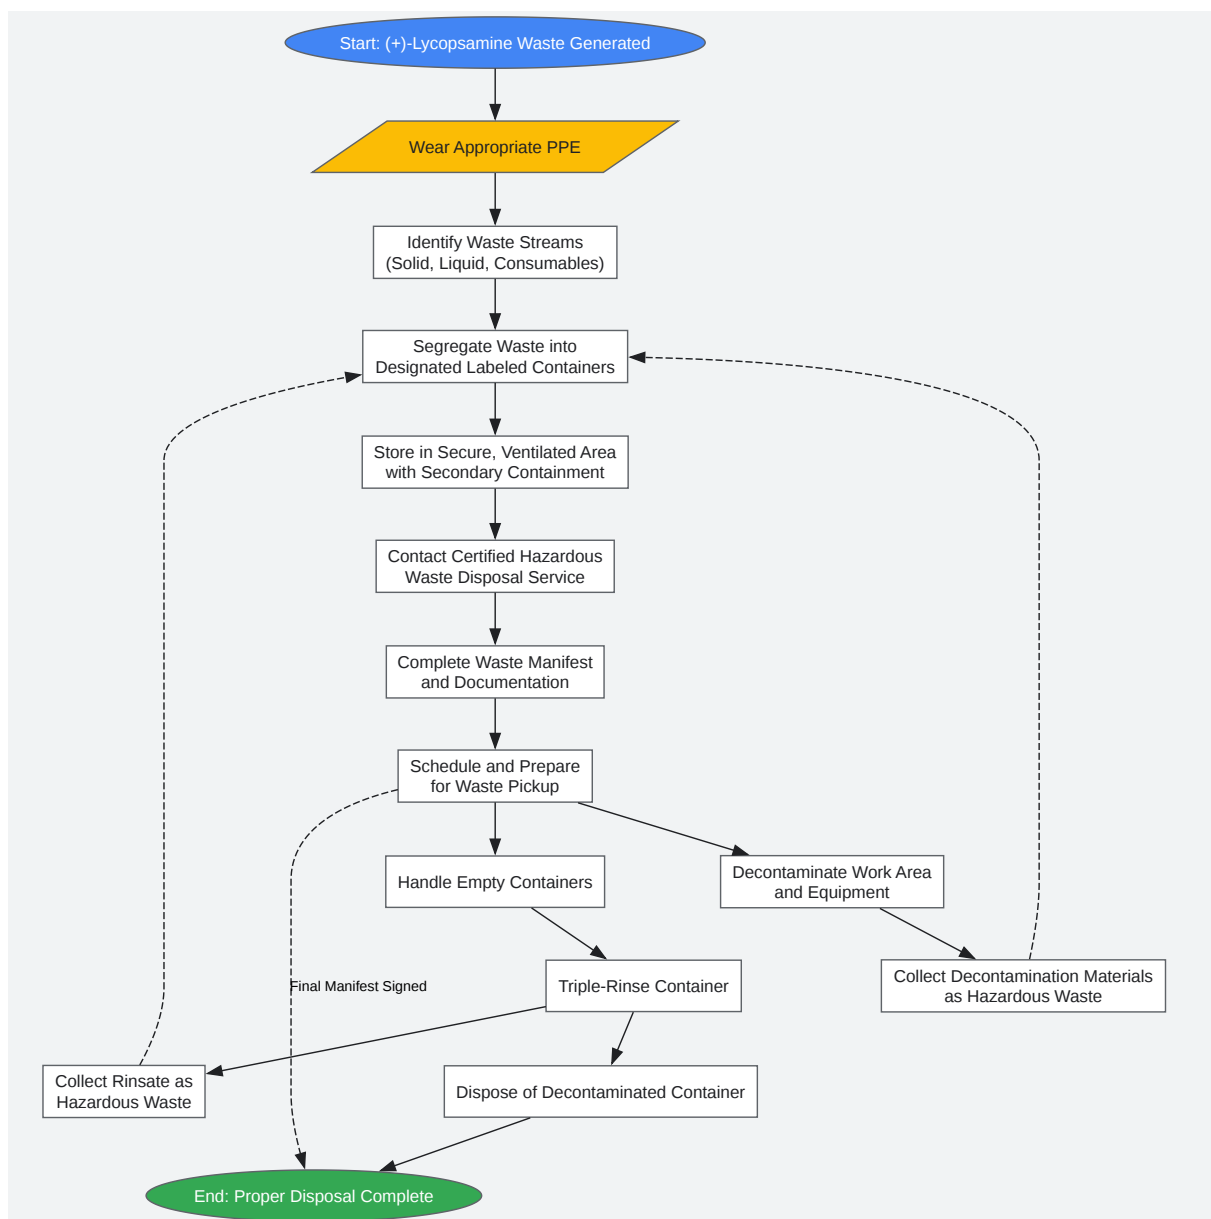 Start: (+)-Lycopsamine Waste Generated
Wear Appropriate PPE
Identify Waste Streams
(Solid, Liquid, Consumables)
Segregate Waste into
Designated Labeled Containers
Store in Secure, Ventilated Area
with Secondary Containment
Contact Certified Hazardous
Waste Disposal Service
Complete Waste Manifest
and Documentation
Schedule and Prepare
for Waste Pickup
Handle Empty Containers
Decontaminate Work Area
and Equipment
Final Manifest Signed
Triple-Rinse Container
Collect Decontamination Materials
as Hazardous Waste
Collect Rinsate as
Hazardous Waste
Dispose of Decontaminated Container
End: Proper Disposal Complete